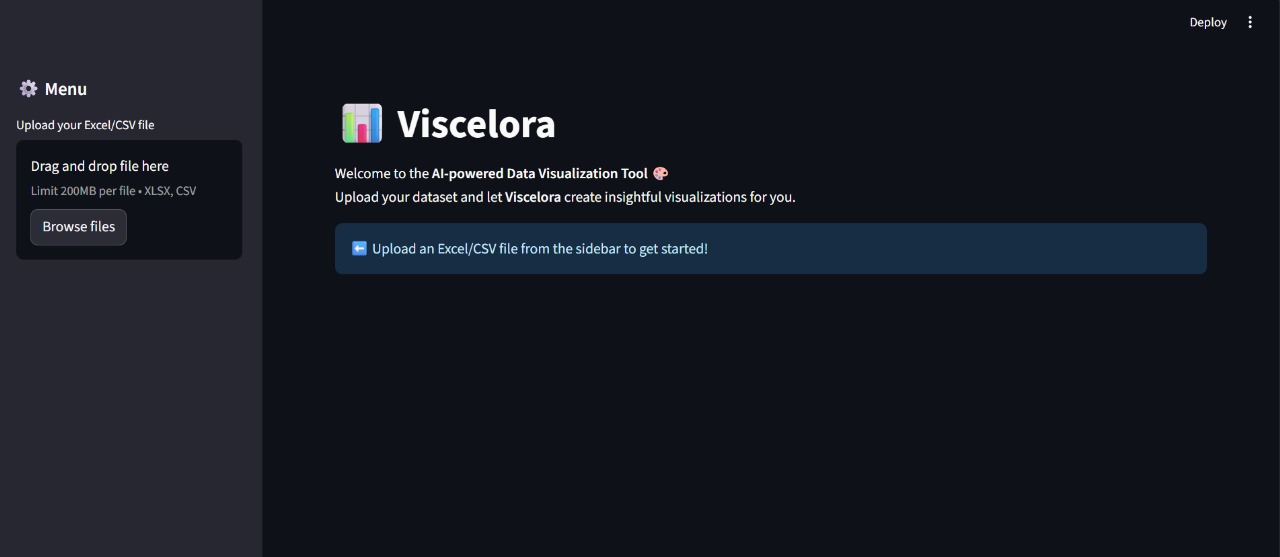 Deploy
Menu
Upload your Excel/CSV file
Drag and drop file here
Limit 200MB per file • XLSX, CSV
Browse files
Viscelora
Welcome to the AI-powered Data Visualization Tool
Upload your dataset and let Viscelora create insightful visualizations for you.
Upload an Excel/CSV file from the sidebar to get started!